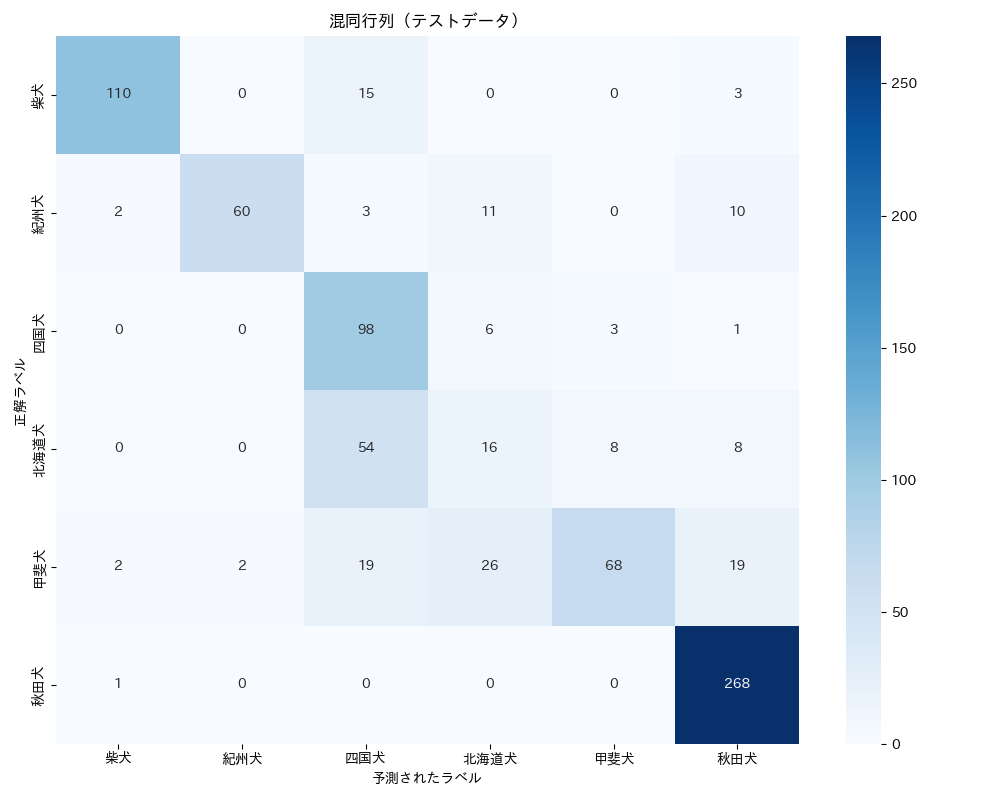 混同行列（テストデータ）
柴犬 110 0 15 0 0 3
紀州犬 2 60 3 11 0 10
四国犬 0 0 98 6 3 1
北海道犬 0 0 54 16 8 8
甲斐犬 2 2 19 26 68 19
秋田犬 1 0 0 0 0 268
正解ラベル
柴犬 紀州犬 四国犬 北海道犬 甲斐犬 秋田犬
予測されたラベル
250
200
150
100
50
0